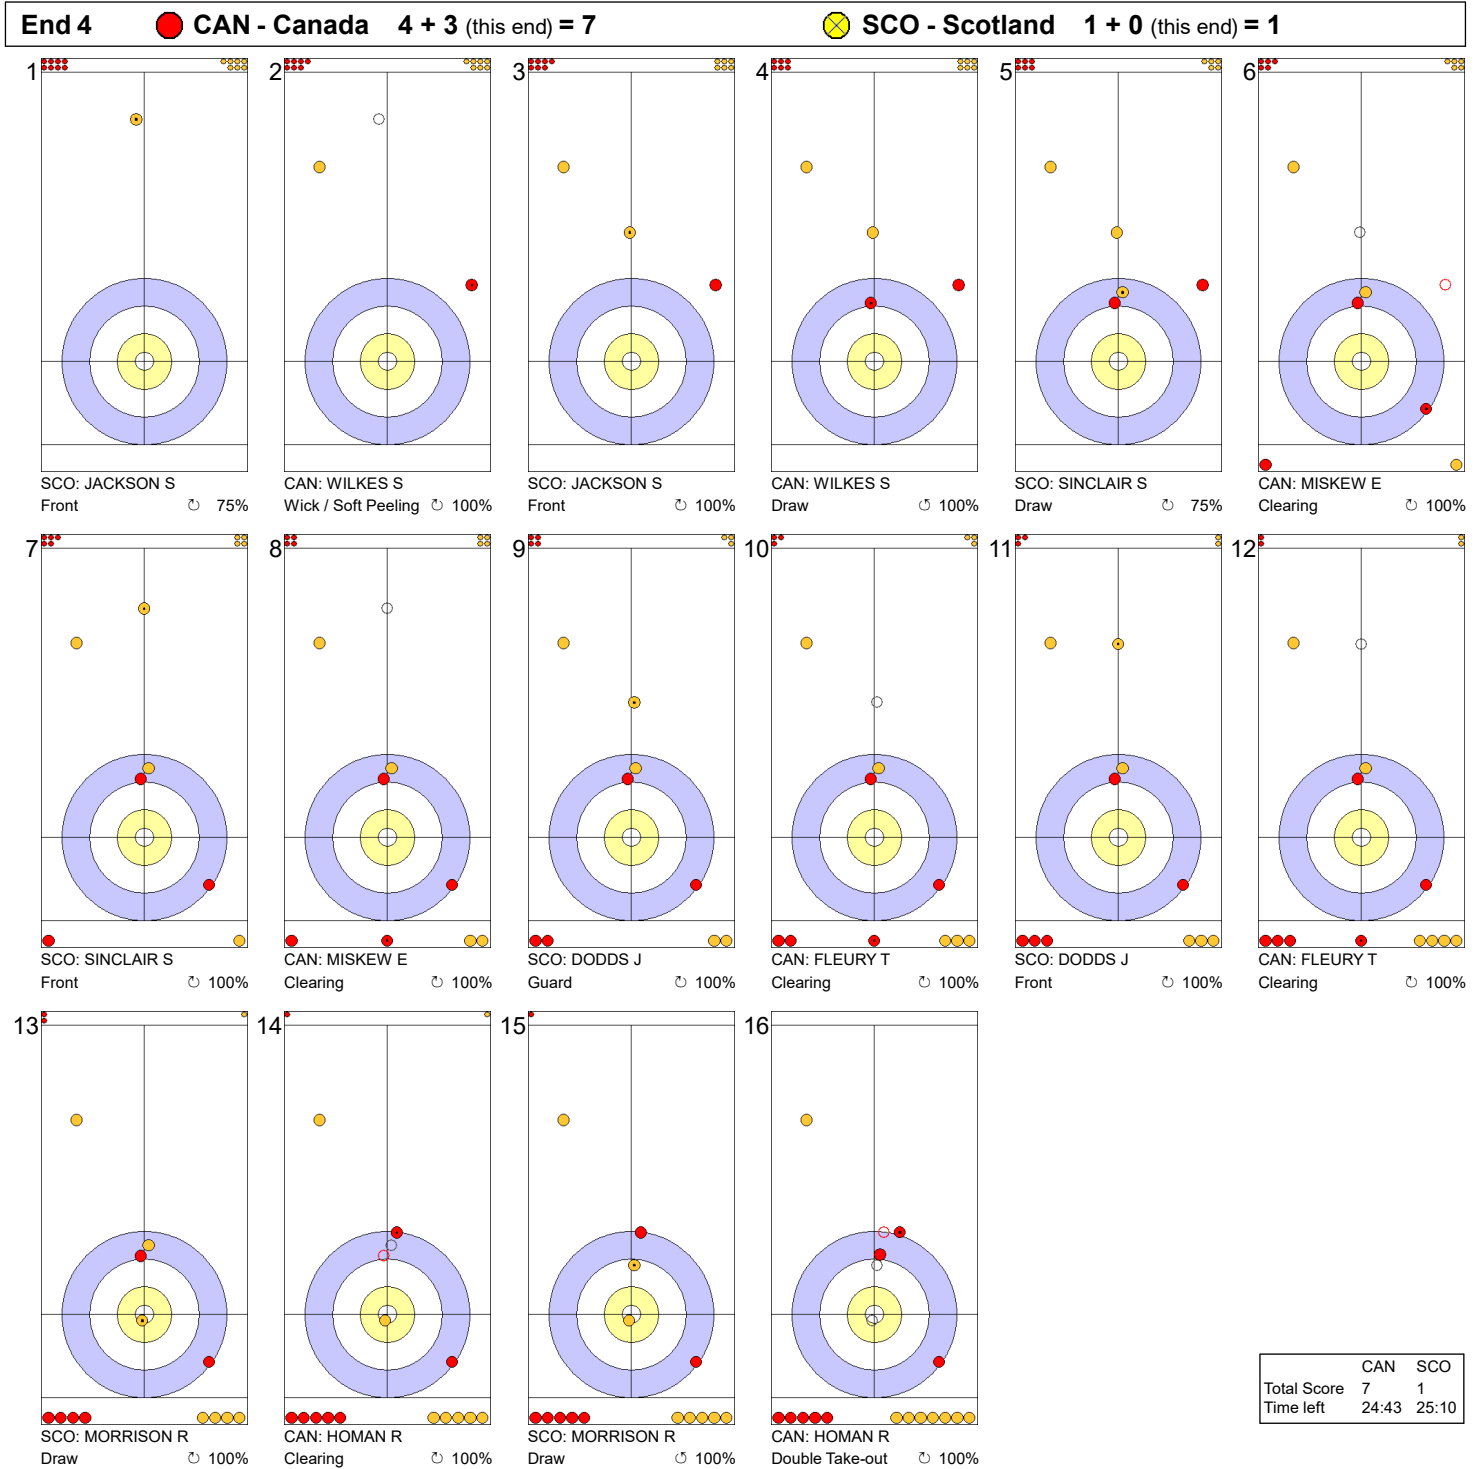 End 4 CAN - Canada 4 + 3 (this end) = 7 SCO - Scotland 1 + 0 (this end) = 1
1 2 3 4 5 6
SCO: JACKSON S CAN: WILKES S SCO: JACKSON S CAN: WILKES S SCO: SINCLAIR S CAN: MISKEW E
Front ↻ 75% Wick / Soft Peeling ↻ 100% Front ↻ 100% Draw ↺ 100% Draw ↻ 75% Clearing ↻ 100%
7 8 9 10 11 12
SCO: SINCLAIR S CAN: MISKEW E SCO: DODDS J CAN: FLEURY T SCO: DODDS J CAN: FLEURY T
Front ↻ 100% Clearing ↻ 100% Guard ↻ 100% Clearing ↻ 100% Front ↻ 100% Clearing ↻ 100%
13 14 15 16
SCO: MORRISON R CAN: HOMAN R SCO: MORRISON R CAN: HOMAN R
Draw ↻ 100% Clearing ↻ 100% Draw ↺ 100% Double Take-out ↻ 100%
CAN SCO
Total Score 7 1
Time left 24:43 25:10